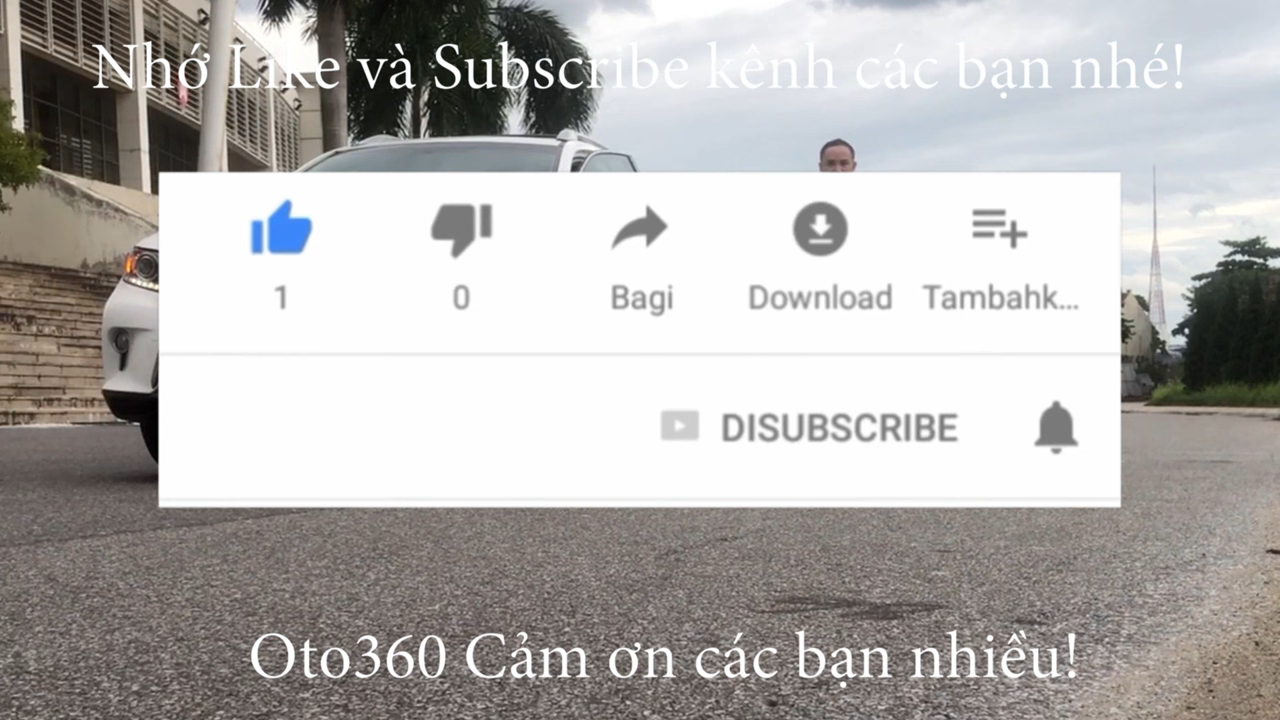 Nhớ Like và Subscribe kênh các bạn nhé!
1 0 Bagi Download Tambahk...
DISUBSCRIBE
Oto360 Cảm ơn các bạn nhiều!